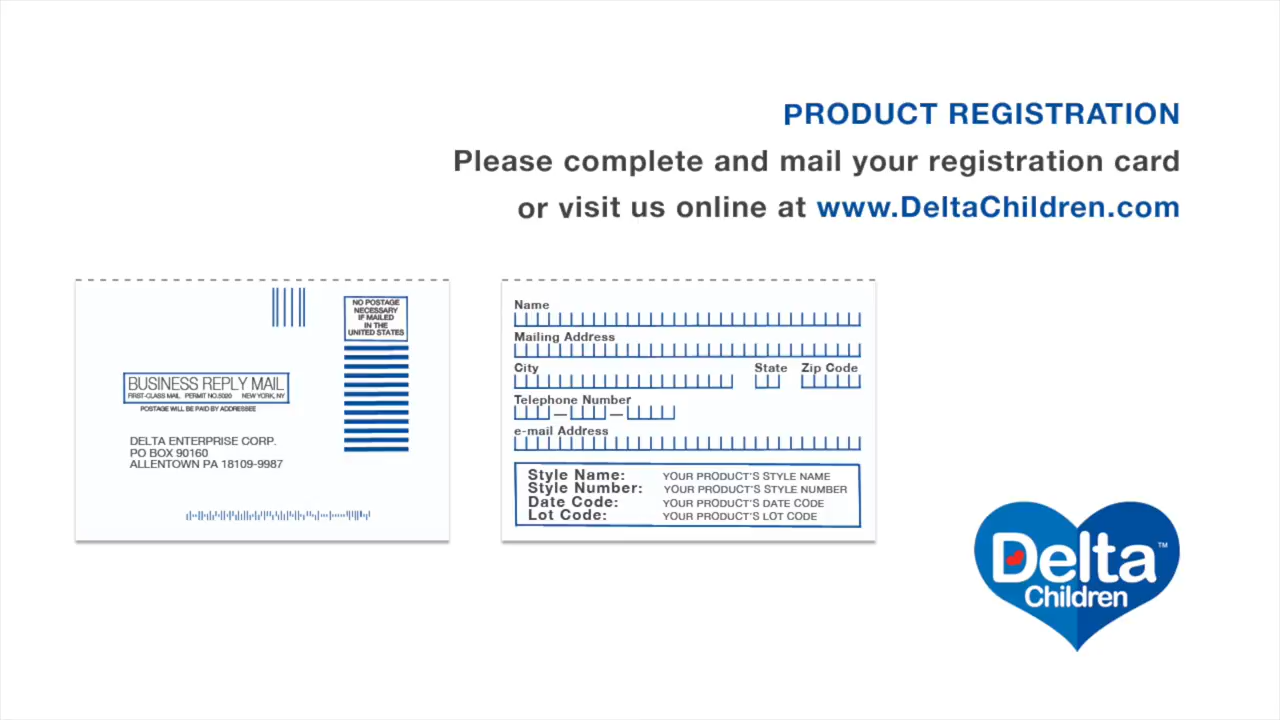 PRODUCT REGISTRATION
Please complete and mail your registration card
or visit us online at www.DeltaChildren.com
NO POSTAGE
NECESSARY
IF MAILED
IN THE
UNITED STATES
BUSINESS REPLY MAIL
FIRST-CLASS MAIL PERMIT NO.5020 NEW YORK, NY
POSTAGE WILL BE PAID BY ADDRESSEE
DELTA ENTERPRISE CORP.
PO BOX 90160
ALLENTOWN PA 18109-9987
Name
Mailing Address
City State Zip Code
Telephone Number
e-mail Address
Style Name: YOUR PRODUCT'S STYLE NAME
Style Number: YOUR PRODUCT'S STYLE NUMBER
Date Code: YOUR PRODUCT'S DATE CODE
Lot Code: YOUR PRODUCT'S LOT CODE
Delta™
Children